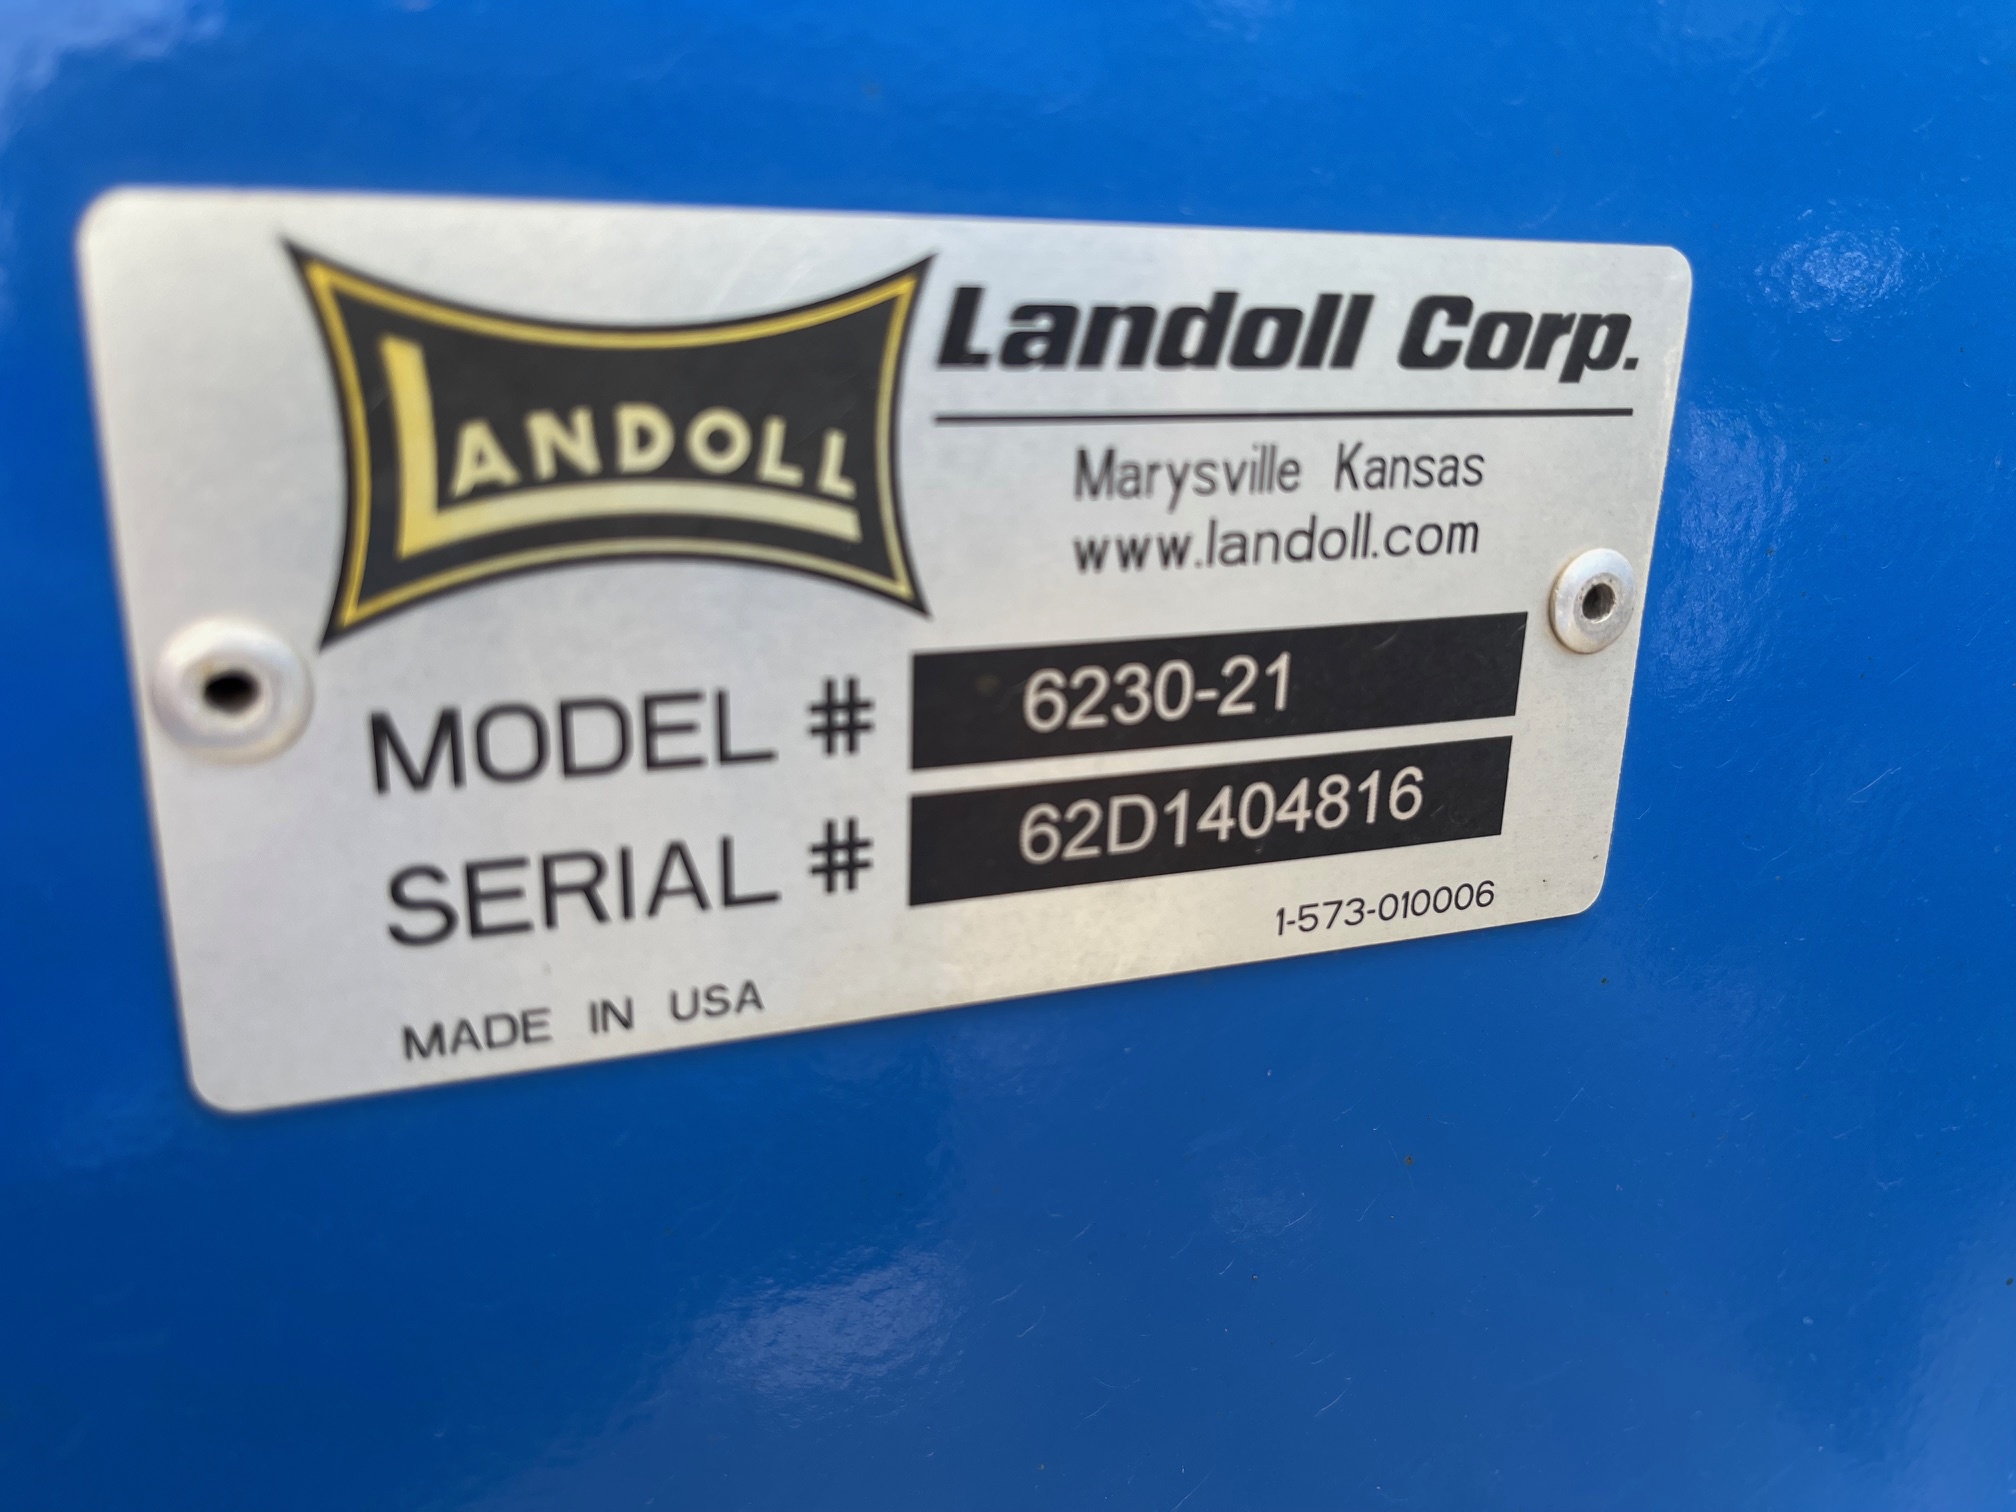 LANDOLL
Landoll Corp.
Marysville Kansas
www.landoll.com
MODEL # 6230-21
SERIAL # 62D1404816
1-573-010006
MADE IN USA